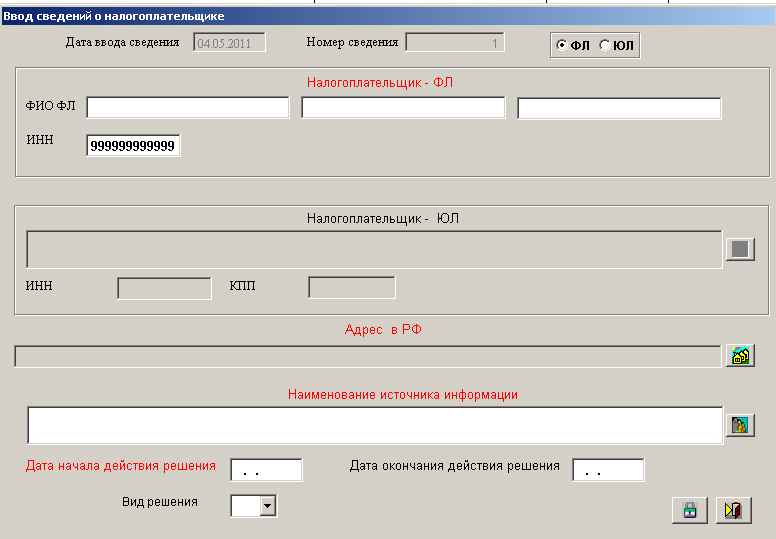 Ввод сведений о налогоплательщике
Дата ввода сведения 04.05.2011 Номер сведения 1 ФЛ ЮЛ
Налогоплательщик - ФЛ
ФИО ФЛ
ИНН 999999999999
Налогоплательщик - ЮЛ
ИНН КПП
Адрес в РФ
Наименование источника информации
Дата начала действия решения . . Дата окончания действия решения . .
Вид решения